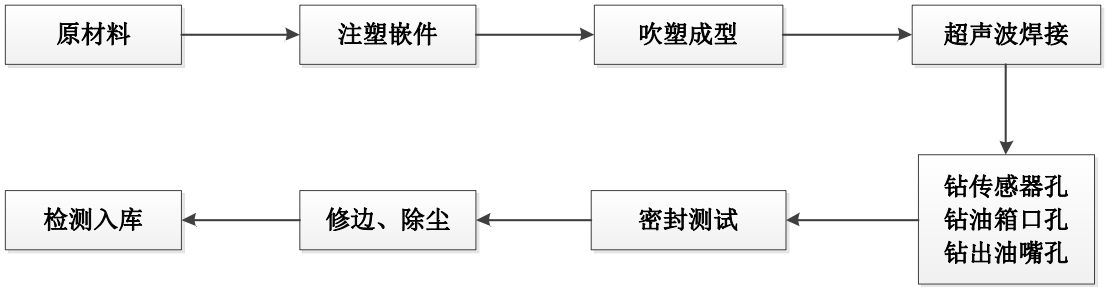 原材料
注塑嵌件
吹塑成型
超声波焊接
钻传感器孔
钻油箱口孔
钻出油嘴孔
密封测试
修边、除尘
检测入库